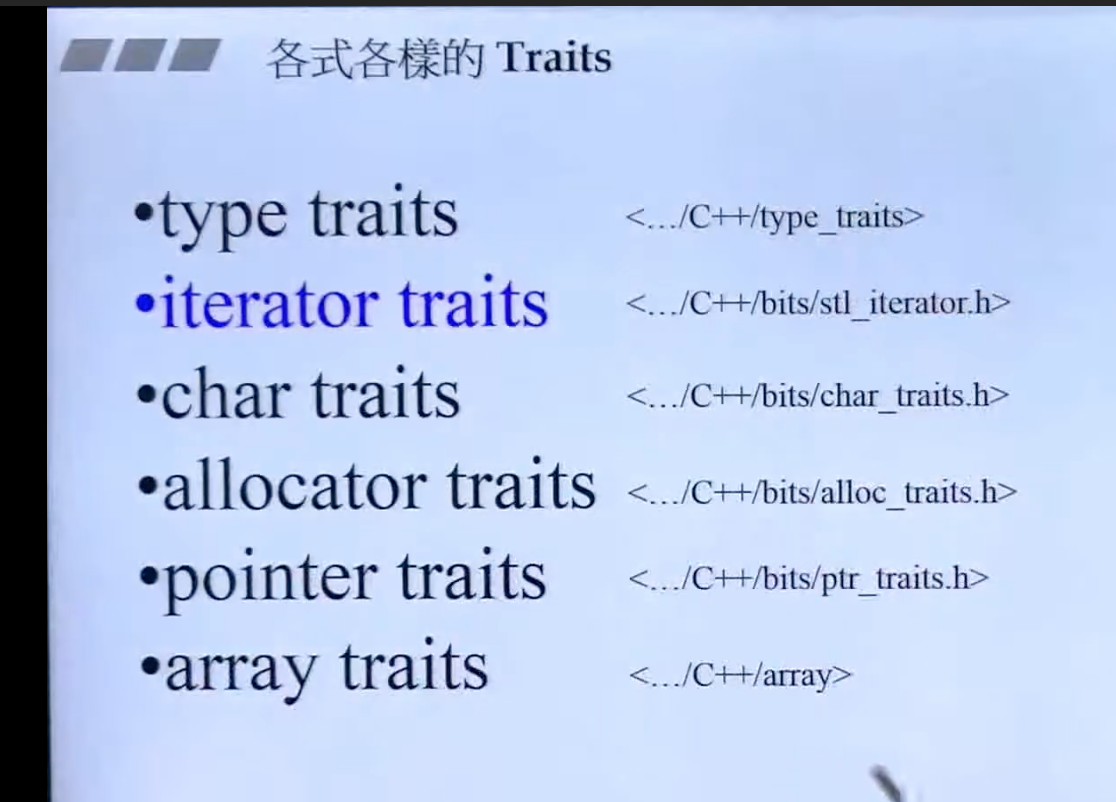 各式各樣的 Traits
•type traits <…/C++/type_traits>
•iterator traits <…/C++/bits/stl_iterator.h>
•char traits <…/C++/bits/char_traits.h>
•allocator traits <…/C++/bits/alloc_traits.h>
•pointer traits <…/C++/bits/ptr_traits.h>
•array traits <…/C++/array>